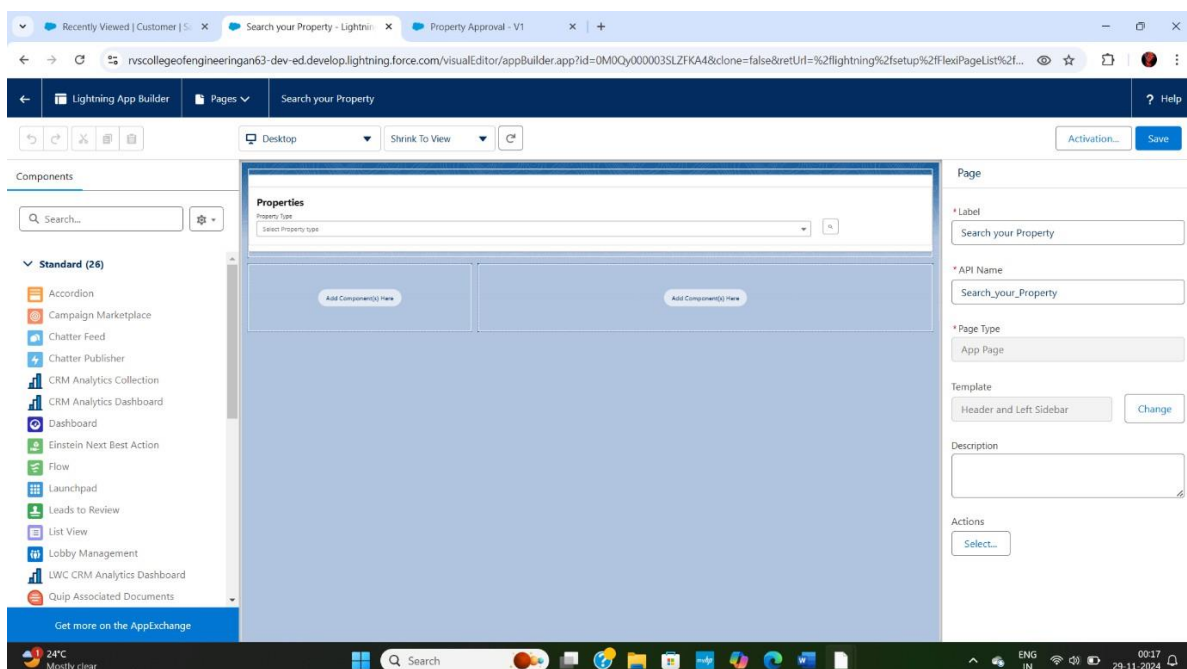 Recently Viewed | Customer | S
Search your Property - Lightnin
Property Approval - V1
rvscollegeofengineeringan63-dev-ed.develop.lightning.force.com/visualEditor/appBuilder.app?id=0M0Qy000003SLZFKA4&clone=false&retUrl=%2flightning%2fsetup%2fFlexiPageList%2f...
Lightning App Builder
Pages
Search your Property
? Help
Desktop
Shrink To View
Activation...
Save
Components
Search...
Standard (26)
Accordion
Campaign Marketplace
Chatter Feed
Chatter Publisher
CRM Analytics Collection
CRM Analytics Dashboard
Dashboard
Einstein Next Best Action
Flow
Launchpad
Leads to Review
List View
Lobby Management
LWC CRM Analytics Dashboard
Quip Associated Documents
Get more on the AppExchange
Properties
Property Type
Select Property type
Add Component(s) Here
Add Component(s) Here
Page
* Label
Search your Property
* API Name
Search_your_Property
* Page Type
App Page
Template
Header and Left Sidebar
Change
Description
Actions
Select...
1
24°C
Mostly clear
Search
ENG
IN
00:17
29-11-2024